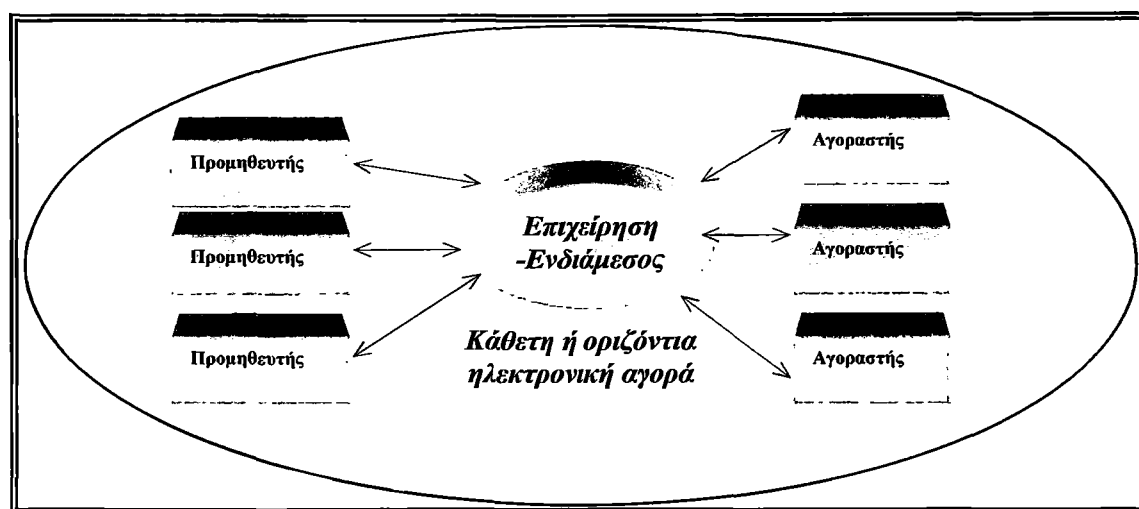 Προμηθευτής
Προμηθευτής
Προμηθευτής
Επιχείρηση
-Ενδιάμεσος
Κάθετη ή οριζόντια
ηλεκτρονική αγορά
Αγοραστής
Αγοραστής
Αγοραστής